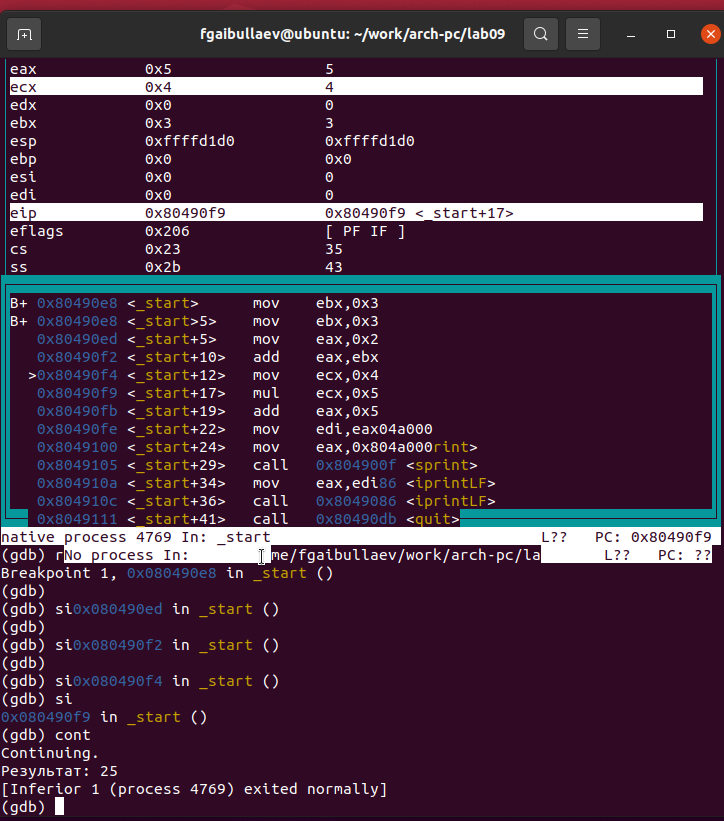 fgaibullaev@ubuntu: ~/work/arch-pc/lab09
eax 0x5 5
ecx 0x4 4
edx 0x0 0
ebx 0x3 3
esp 0xffffd1d0 0xffffd1d0
ebp 0x0 0x0
esi 0x0 0
edi 0x0 0
eip 0x80490f9 0x80490f9 <_start+17>
eflags 0x206 [ PF IF ]
cs 0x23 35
ss 0x2b 43
B+ 0x80490e8 <_start> mov ebx,0x3
B+ 0x80490e8 <_start>5> mov ebx,0x3
0x80490ed <_start+5> mov eax,0x2
0x80490f2 <_start+10> add eax,ebx
>0x80490f4 <_start+12> mov ecx,0x4
0x80490f9 <_start+17> mul ecx,0x5
0x80490fb <_start+19> add eax,0x5
0x80490fe <_start+22> mov edi,eax04a000
0x8049100 <_start+24> mov eax,0x804a000rint>
0x8049105 <_start+29> call 0x804900f <sprint>
0x804910a <_start+34> mov eax,edi86 <iprintLF>
0x804910c <_start+36> call 0x8049086 <iprintLF>
0x8049111 <_start+41> call 0x80490db <quit>
native process 4769 In: _start L?? PC: 0x80490f9
(gdb) rNo process In: me/fgaibullaev/work/arch-pc/la L?? PC: ??
Breakpoint 1, 0x080490e8 in _start ()
(gdb)
(gdb) si0x080490ed in _start ()
(gdb)
(gdb) si0x080490f2 in _start ()
(gdb)
(gdb) si0x080490f4 in _start ()
(gdb) si
0x080490f9 in _start ()
(gdb) cont
Continuing.
Результат: 25
[Inferior 1 (process 4769) exited normally]
(gdb)